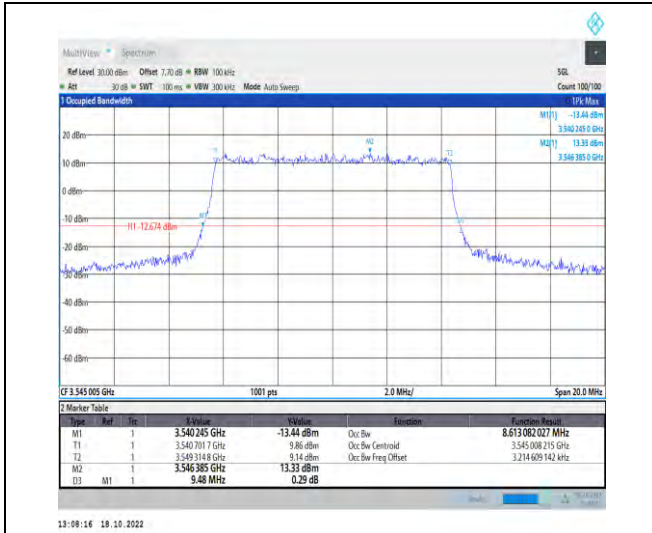 MultiView Spectrum
Ref Level 30.00 dBm Offset 7.70 dB RBW 100 kHz SGL
Att 30 dB SWT 100 ms VBW 300 kHz Mode Auto Sweep Count 100/100
1 Occupied Bandwidth 1Pk Max
M1[1] -13.44 dBm
3.540 245 0 GHz
M2[1] 13.33 dBm
3.546 385 0 GHz
20 dBm
M2
T1 T2
10 dBm
0 dBm
-10 dBm
M1
H1 -12.674 dBm
-20 dBm
-30 dBm
-40 dBm
-50 dBm
-60 dBm
CF 3.545 005 GHz 1001 pts 2.0 MHz/ Span 20.0 MHz
2 Marker Table
Type Ref Trc X-Value Y-Value Function Function Result
M1 1 3.540 245 GHz -13.44 dBm Occ Bw 8.613 082 027 MHz
T1 1 3.540 701 7 GHz 9.86 dBm Occ Bw Centroid 3.545 008 215 GHz
T2 1 3.549 314 8 GHz 9.14 dBm Occ Bw Freq Offset 3.214 609 142 kHz
M2 1 3.546 385 GHz 13.33 dBm
D3 M1 1 9.48 MHz 0.29 dB
13:08:16 18.10.2022